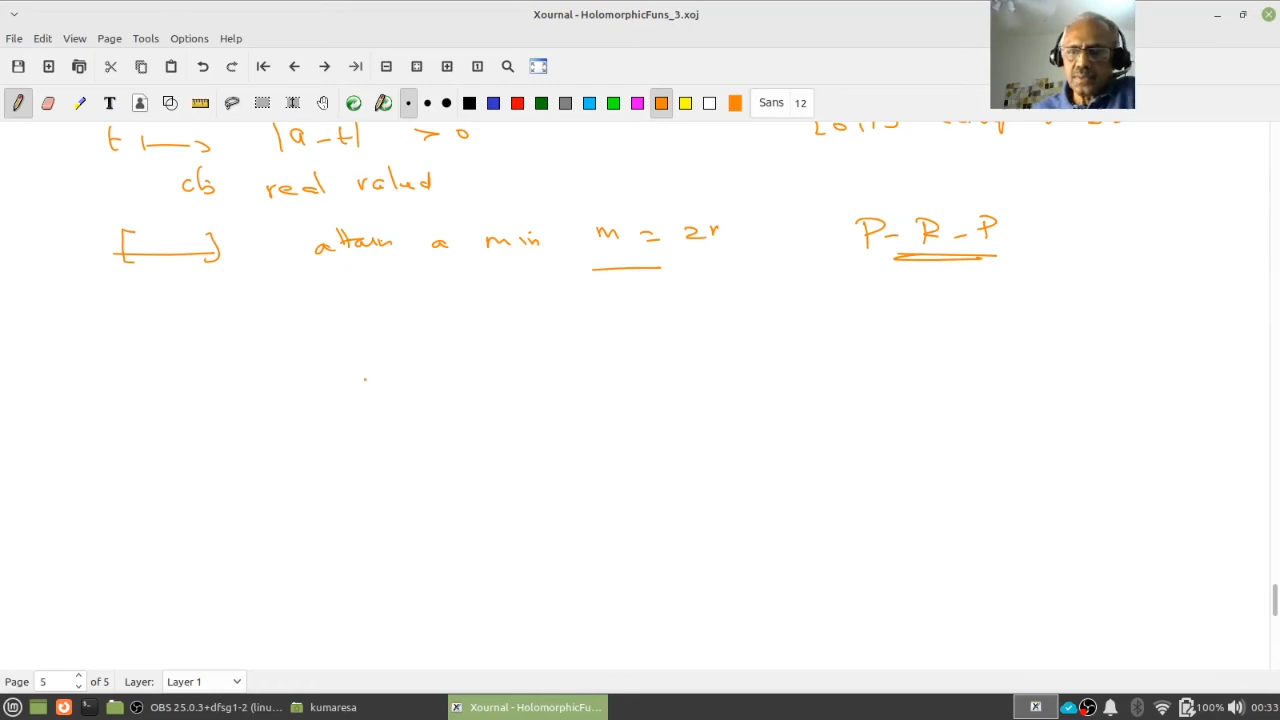 Xournal - HolomorphicFuns_3.xoj
File Edit View Page Tools Options Help
Sans 12
t ⟼ |a - t| > 0
cts real valued
attain a min m = 2r P - R - P
Page 5 of 5 Layer: Layer 1
OBS 25.0.3+dfsg1-2 (linu... kumaresa Xournal - HolomorphicFu... 100% 00:33